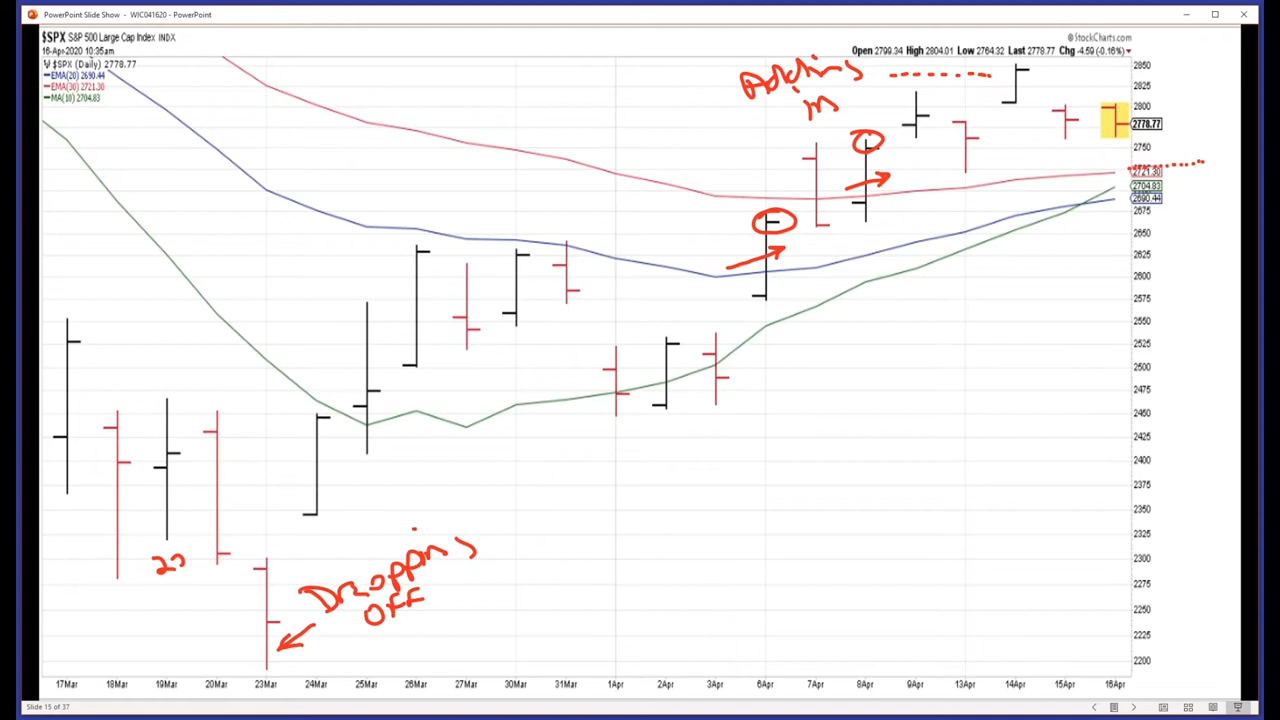 PowerPoint Slide Show - WIC041620 - PowerPoint
$SPX S&P 500 Large Cap Index INDX
© StockCharts.com
16-Apr-2020 10:35am
Open 2799.34 High 2804.01 Low 2764.32 Last 2778.77 Chg -4.59 (-0.16%)
$SPX (Daily) 2778.77
EMA(20) 2690.44
EMA(30) 2721.30
MA(10) 2704.83
Adding
in
2850
2825
2800
2778.77
2750
2721.30
2704.83
2690.44
2675
2650
2625
2600
2575
2550
2525
2500
2475
2450
2425
2400
2375
2350
2325
2300
2275
2250
2225
2200
20
Dropping
Off
17Mar 18Mar 19Mar 20Mar 23Mar 24Mar 25Mar 26Mar 27Mar 30Mar 31Mar 1Apr 2Apr 3Apr 6Apr 7Apr 8Apr 9Apr 13Apr 14Apr 15Apr 16Apr
Slide 15 of 37